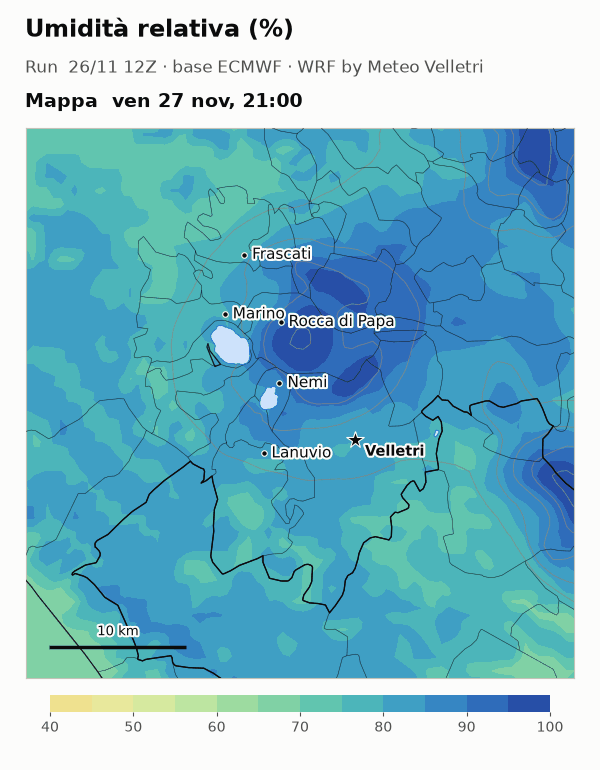 Umidità relativa (%)
Run  26/11 12Z · base ECMWF · WRF by Meteo Velletri
Mappa  ven 27 nov, 21:00
Frascati
Marino
Rocca di Papa
Nemi
Velletri
Lanuvio
10 km
40 50 60 70 80 90 100